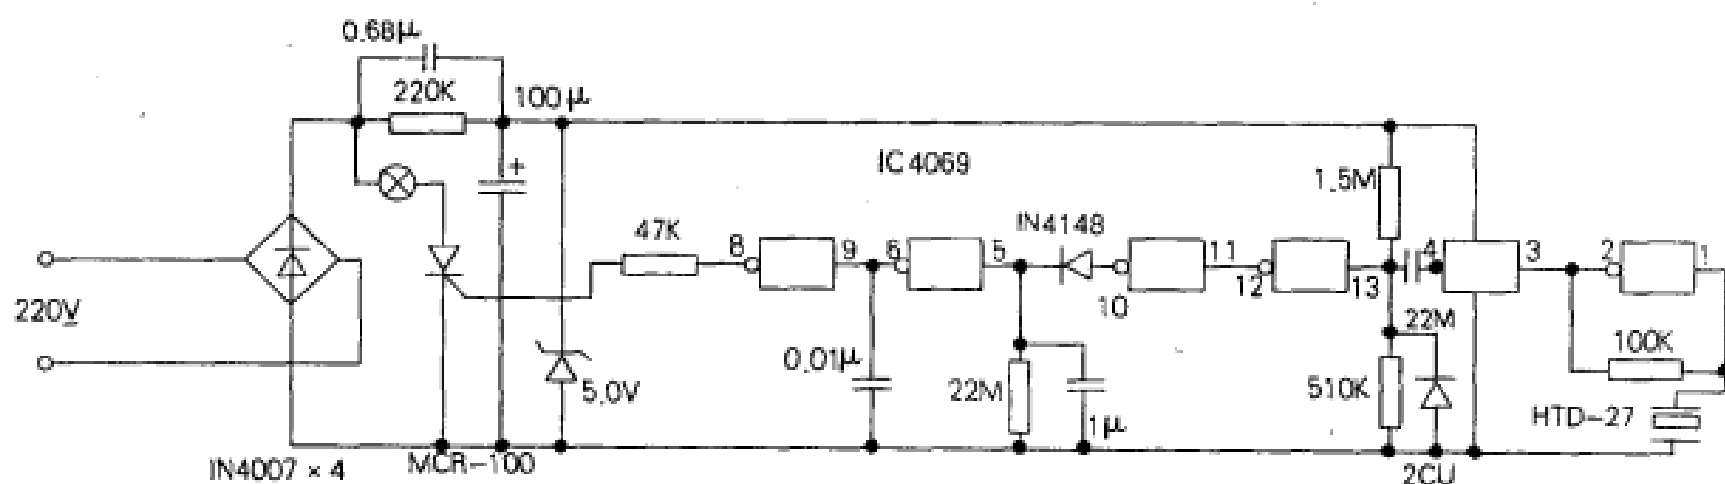 0.68μ
220K
100μ
IC 4069
1.5M
IN4148
47K
8
9
6
5
11
12
13
4
3
2
1
10
220V
22M
100K
0.01μ
5.0V
22M
510K
HTD-27
1μ
IN4007 × 4
MCR-100
2CU